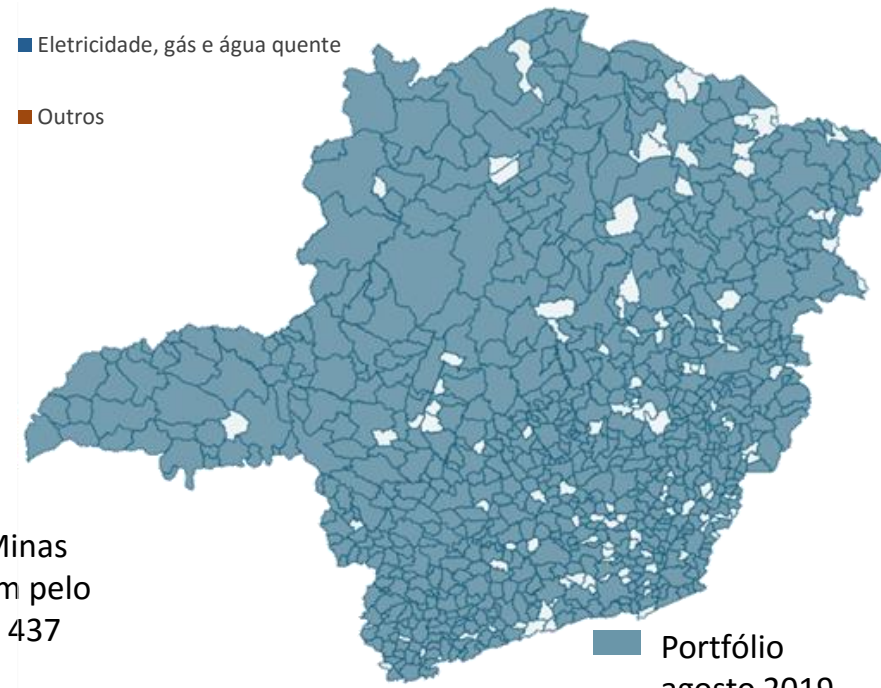 Eletricidade, gás e água quente
Outros
Minas
m pelo
437
Portfólio
agosto 2019